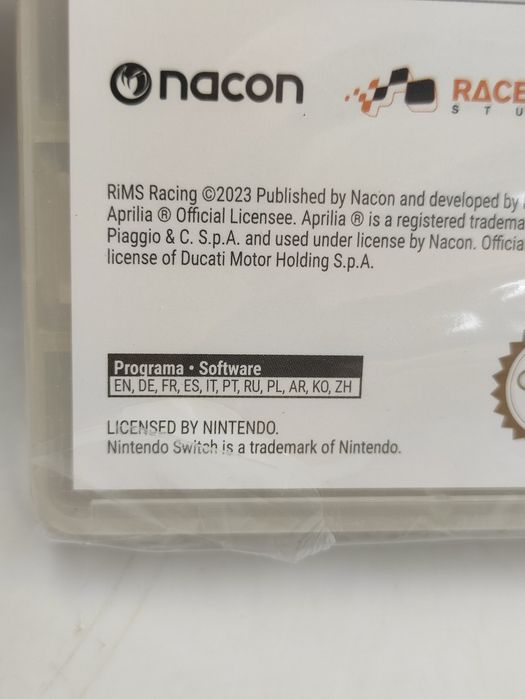 nacon RACE
S T U
RiMS Racing ©2023 Published by Nacon and developed by
Aprilia ® Official Licensee. Aprilia ® is a registered tradema
Piaggio & C. S.p.A. and used under license by Nacon. Officia
license of Ducati Motor Holding S.p.A.
Programa • Software
EN, DE, FR, ES, IT, PT, RU, PL, AR, KO, ZH
LICENSED BY NINTENDO.
Nintendo Switch is a trademark of Nintendo.